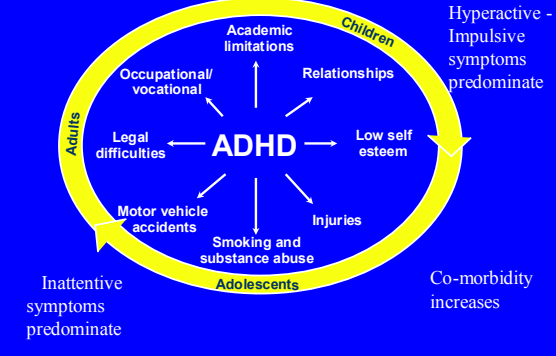 Hyperactive -
Impulsive
symptoms
predominate
Children
Academic
limitations
Occupational/
vocational
Relationships
Adults
Legal
difficulties
ADHD
Low self
esteem
Motor vehicle
accidents
Injuries
Smoking and
substance abuse
Adolescents
Inattentive
symptoms
predominate
Co-morbidity
increases